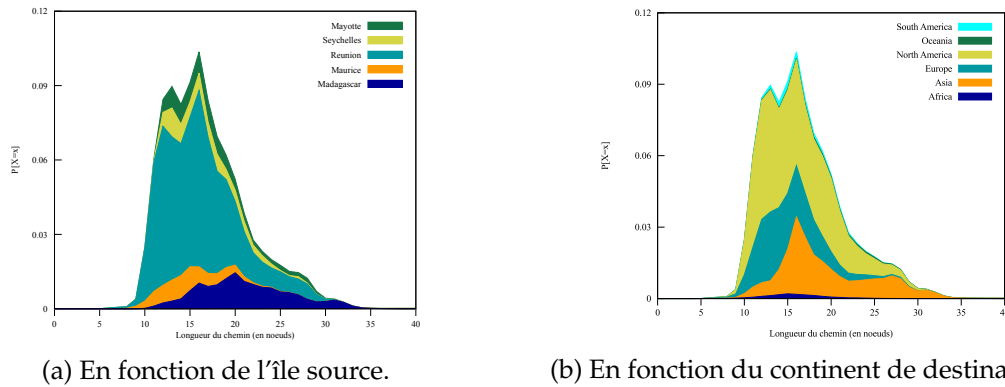 0.12
0.09
0.06
0.03
0
P[X=x]
Mayotte
Seychelles
Reunion
Maurice
Madagascar
0 5 10 15 20 25 30 35 40
Longueur du chemin (en noeuds)
(a) En fonction de l'île source.
0.12
0.09
0.06
0.03
0
P[X=x]
South America
Oceania
North America
Europe
Asia
Africa
0 5 10 15 20 25 30 35 40
Longueur du chemin (en noeuds)
(b) En fonction du continent de destina